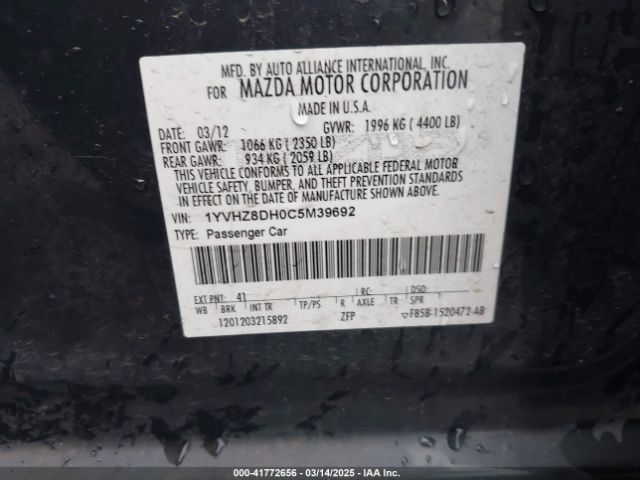 MFD. BY AUTO ALLIANCE INTERNATIONAL, INC.
FOR MAZDA MOTOR CORPORATION
MADE IN U.S.A.
DATE: 03/12 GVWR: 1996 KG ( 4400 LB)
FRONT GAWR: 1066 KG ( 2350 LB)
REAR GAWR: 934 KG ( 2059 LB)
THIS VEHICLE CONFORMS TO ALL APPLICABLE FEDERAL MOTOR
VEHICLE SAFETY, BUMPER, AND THEFT PREVENTION STANDARDS
IN EFFECT ON THE DATE OF MANUFACTURE SHOWN ABOVE.
VIN: 1YVHZ8DH0C5M39692
TYPE: Passenger Car
EXT PNT: 41 RC: DSO:
WB BRK INT TR TP/PS R AXLE TR SPR
1201203215892 ZFP F85B-1520472-AB
000-41772656 - 03/14/2025 - IAA Inc.